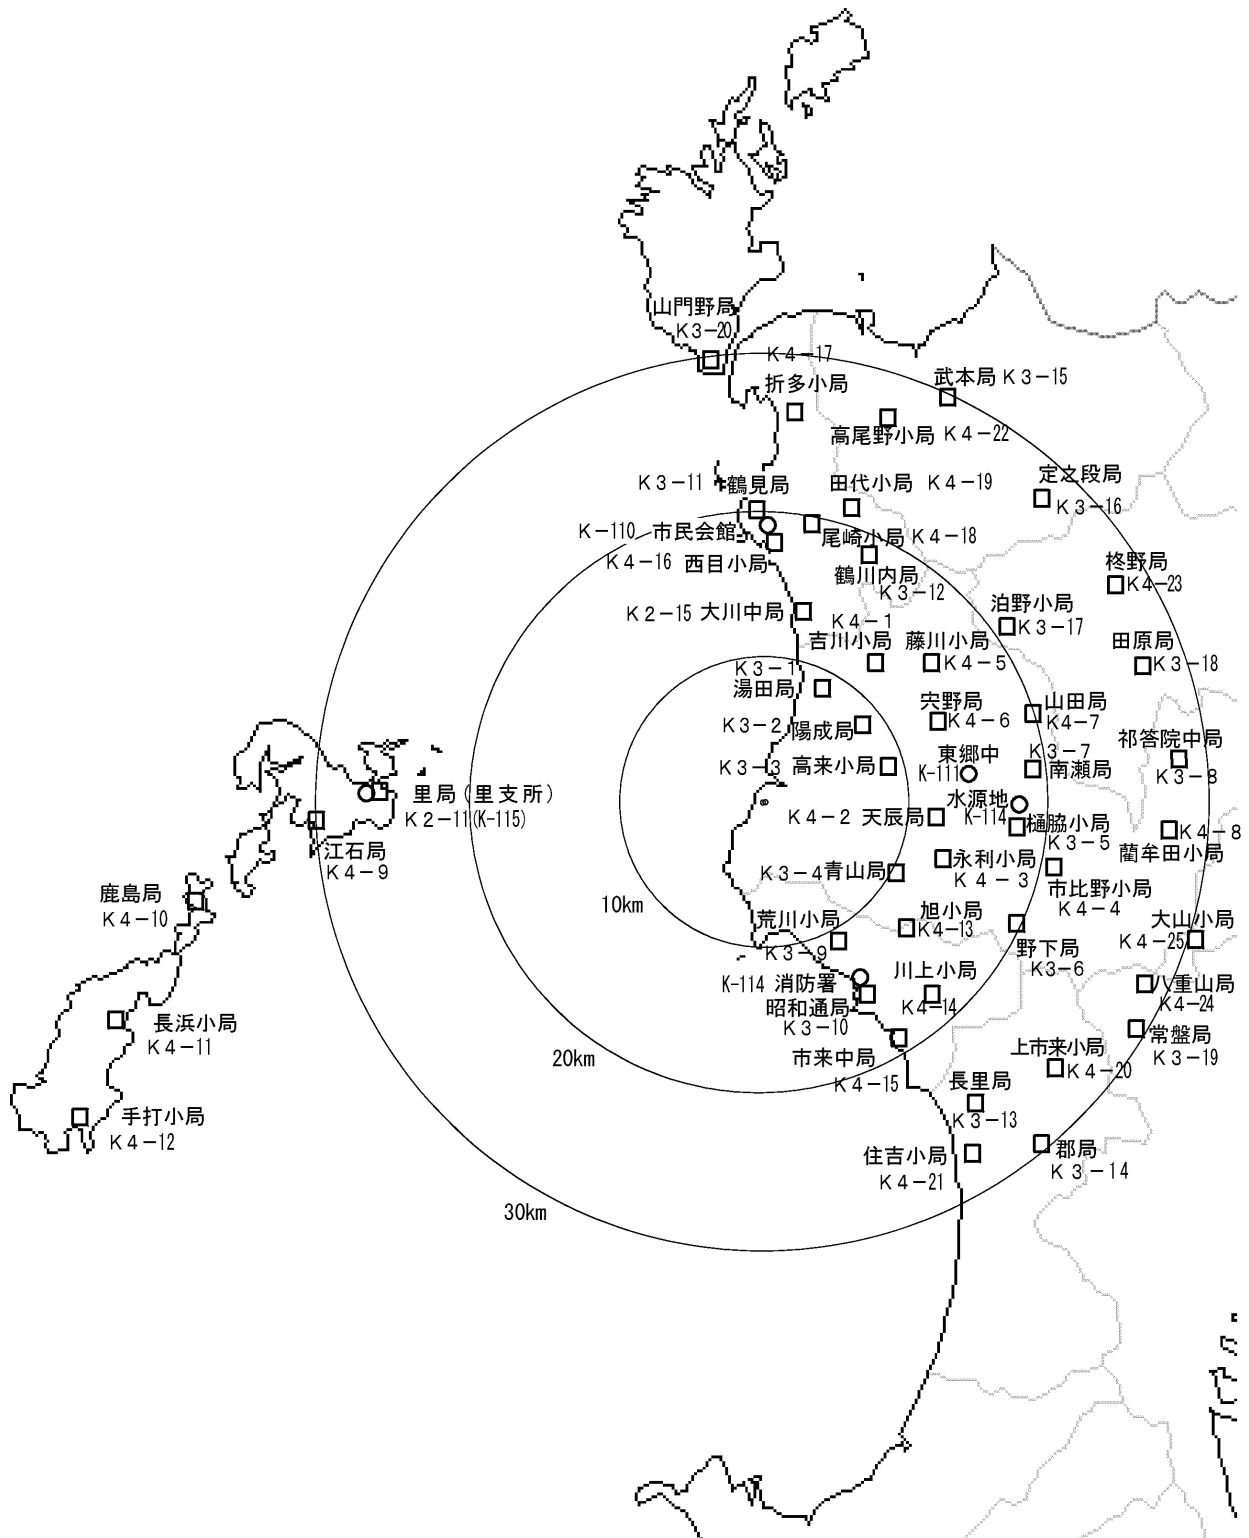 山門野局
K3-20
K4-17
折多小局
武本局 K3-15
高尾野小局 K4-22
K3-11 鶴見局
田代小局 K4-19
定之段局
K3-16
K-110 市民会館
尾崎小局 K4-18
K4-16 西目小局
鶴川内局
K3-12
柊野局
K4-23
K2-15 大川中局
K4-1
吉川小局
藤川小局
K4-5
泊野小局
K3-17
田原局
K3-18
K3-1
湯田局
宍野局
K4-6
山田局
K4-7
K3-2 陽成局
K3-7
南瀬局
祁答院中局
K3-8
K3-3 高来小局
東郷中
K-111
里局(里支所)
K2-11(K-115)
K4-2 天辰局
水源地
K-114
樋脇小局
K3-5
K4-8
藺牟田小局
江石局
K4-9
K3-4 青山局
永利小局
K4-3
市比野小局
K4-4
鹿島局
K4-10
10km
荒川小局
K3-9
旭小局
K4-13
野下局
K3-6
大山小局
K4-25
K-114 消防署
昭和通局
K3-10
川上小局
K4-14
八重山局
K4-24
長浜小局
K4-11
常盤局
K3-19
20km
市来中局
K4-15
上市来小局
K4-20
長里局
K3-13
手打小局
K4-12
住吉小局
K4-21
郡局
K3-14
30km